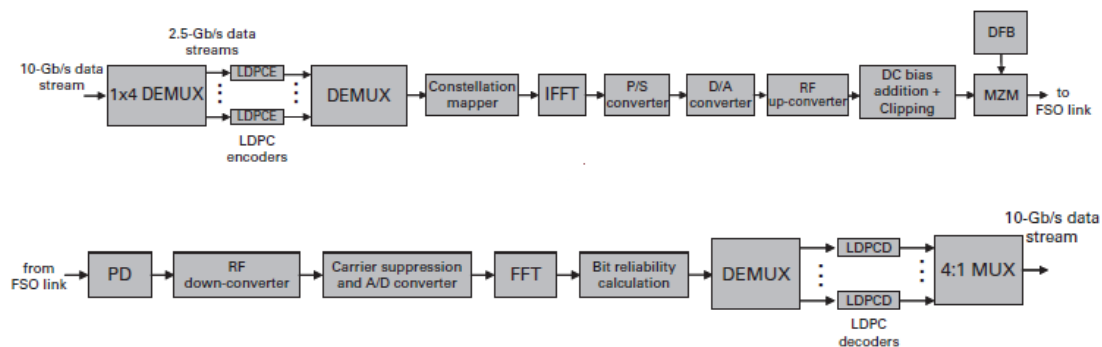 2.5-Gb/s data
streams
10-Gb/s data
stream
1x4 DEMUX
LDPCE
LDPCE
LDPC
encoders
DEMUX
Constellation
mapper
IFFT
P/S
converter
D/A
converter
RF
up-converter
DC bias
addition +
Clipping
DFB
MZM
to
FSO link
from
FSO link
PD
RF
down-converter
Carrier suppression
and A/D converter
FFT
Bit reliability
calculation
DEMUX
LDPCD
LDPCD
LDPC
decoders
4:1 MUX
10-Gb/s data
stream